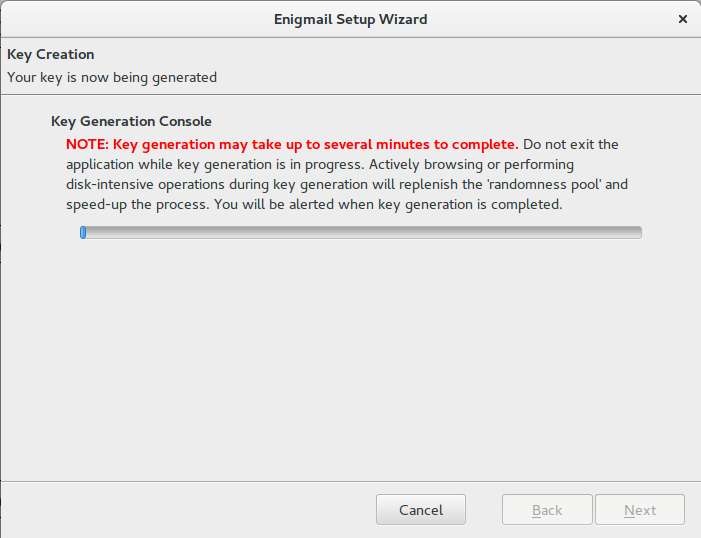 Enigmail Setup Wizard
Key Creation
Your key is now being generated
Key Generation Console
NOTE: Key generation may take up to several minutes to complete. Do not exit the
application while key generation is in progress. Actively browsing or performing
disk-intensive operations during key generation will replenish the 'randomness pool' and
speed-up the process. You will be alerted when key generation is completed.
Cancel
Back
Next